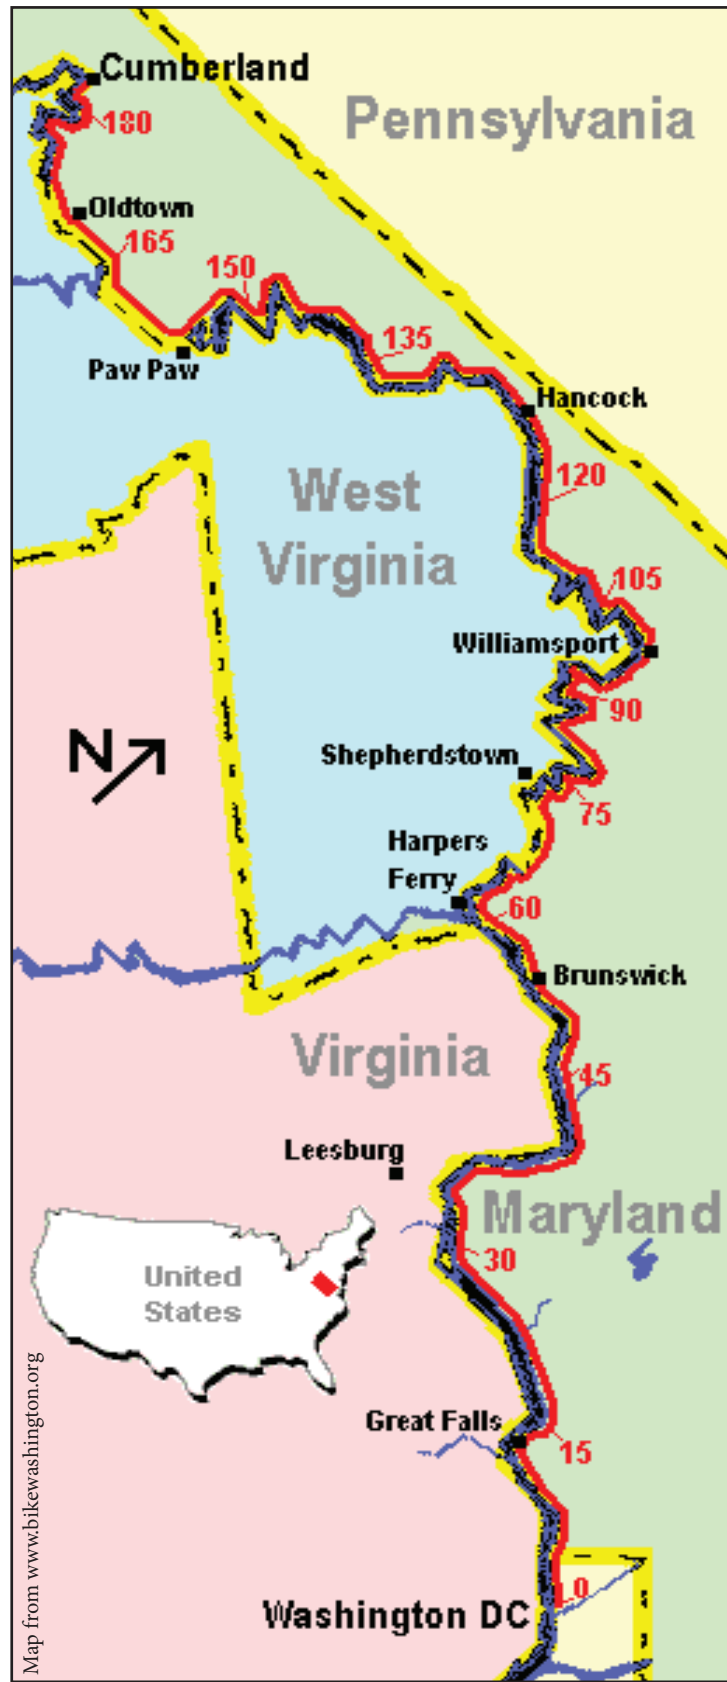 Cumberland
Pennsylvania
180
Oldtown
165
150
135
Paw Paw
Hancock
West
Virginia
120
105
Williamsport
90
N
Shepherdstown
75
Harpers
Ferry
60
Brunswick
Virginia
45
Leesburg
Maryland
30
United
States
Great Falls
15
0
Washington DC
Map from www.bikewashington.org